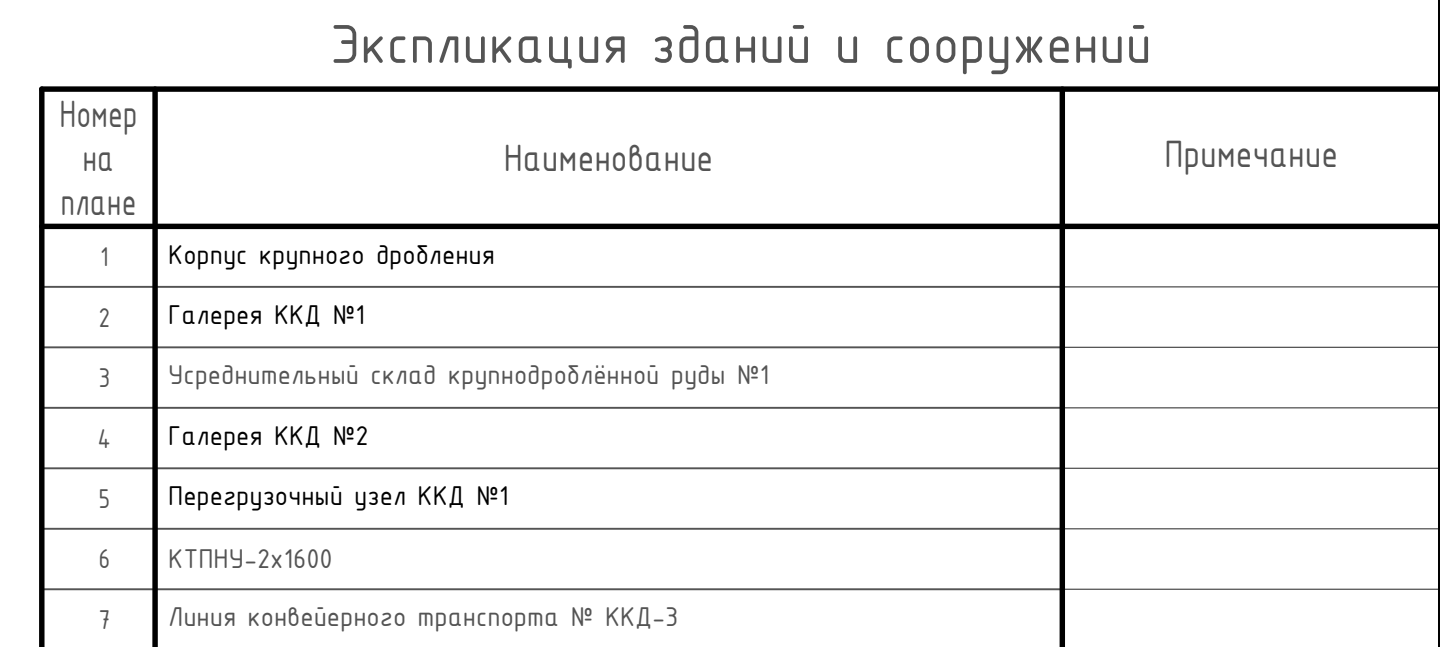 Экспликация зданий и сооружений
Номер
на
плане
Наименование
Примечание
1 Корпус крупного дробления
2 Галерея ККД №1
3 Усреднительный склад крупнодроблённой руды №1
4 Галерея ККД №2
5 Перегрузочный узел ККД №1
6 КТПНУ-2х1600
7 Линия конвейерного транспорта № ККД-3